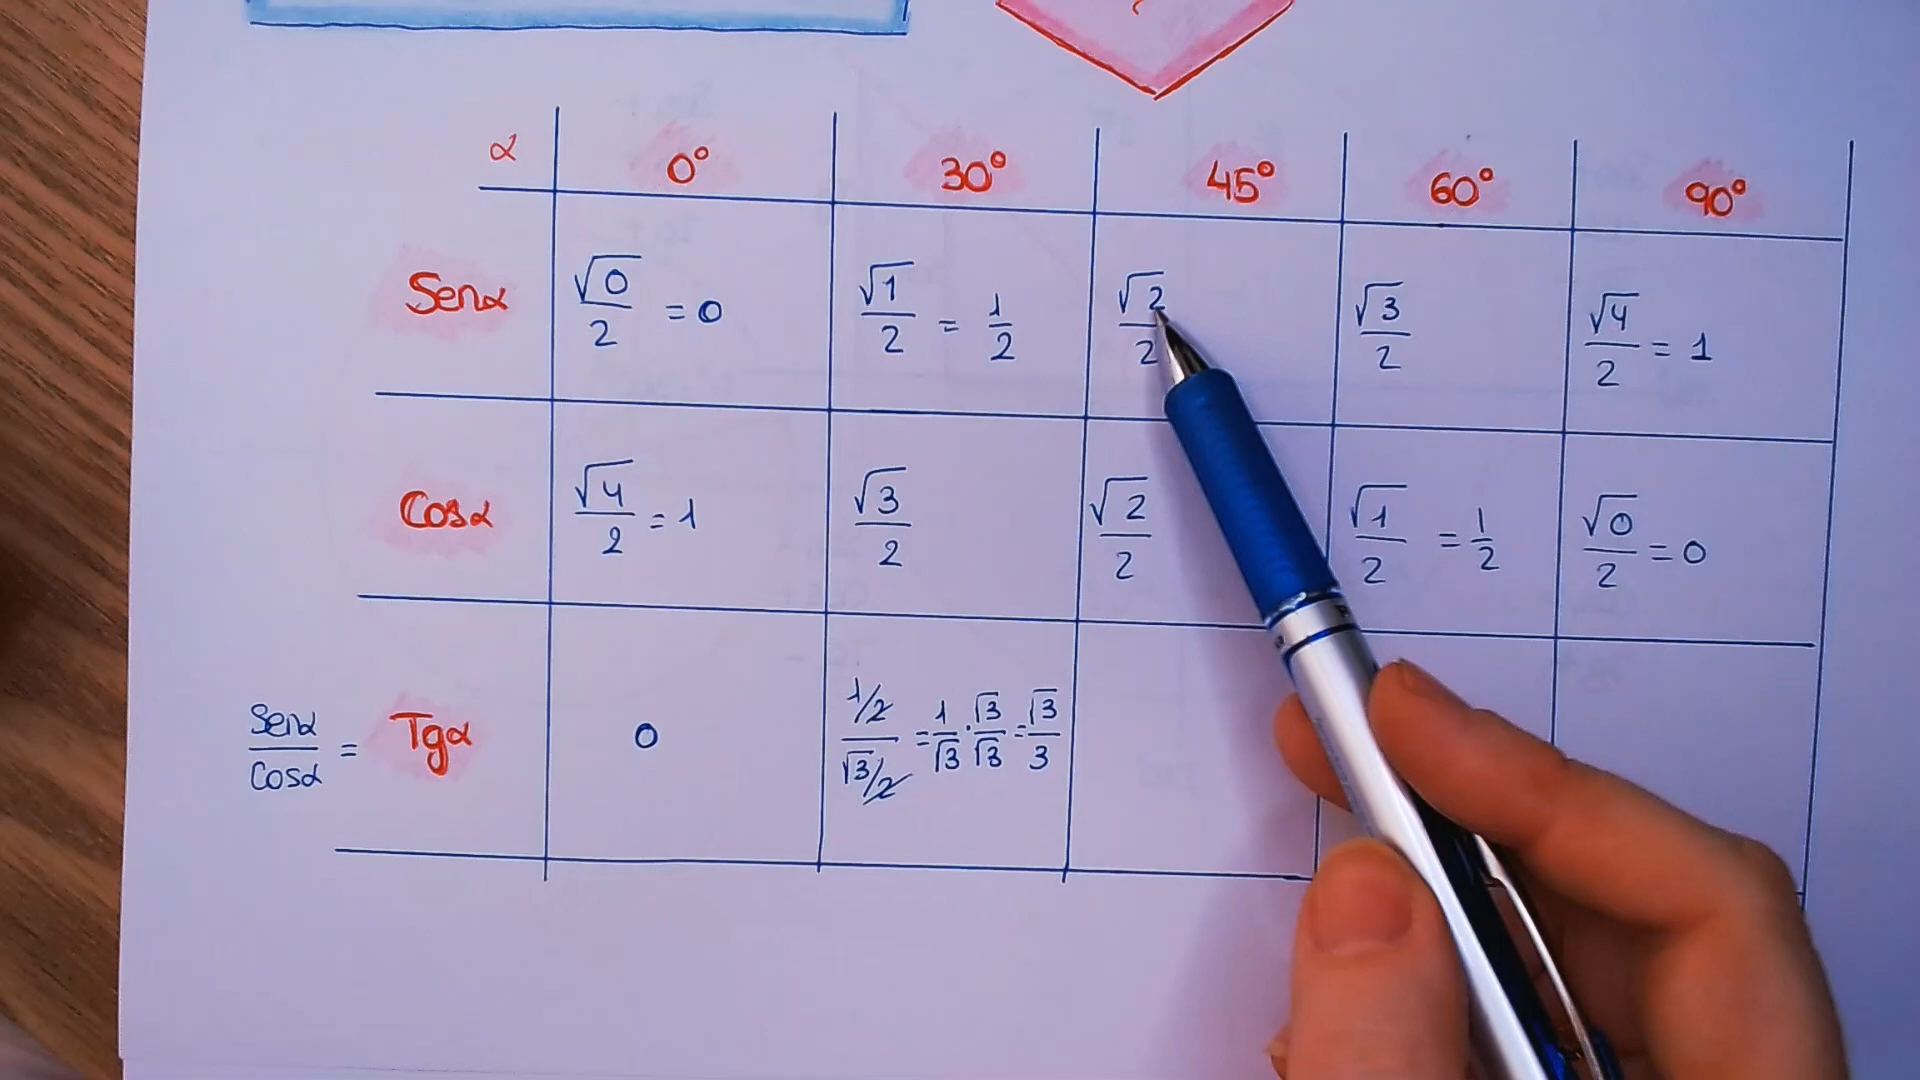 α 0° 30° 45° 60° 90°
Senα √0/2 = 0 √1/2 = 1/2 √2/2 √3/2 √4/2 = 1
Cosα √4/2 = 1 √3/2 √2/2 √1/2 = 1/2 √0/2 = 0
Senα/Cosα = Tgα 0 (1/2)/(√3/2) = 1/√3 · √3/√3 = √3/3